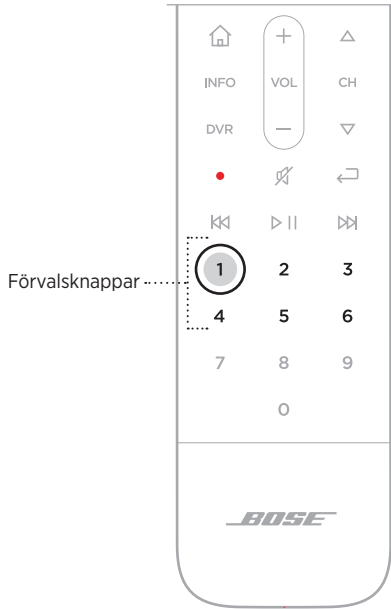 INFO VOL CH
DVR
Förvalsknappar
1 2 3
4 5 6
7 8 9
0
BOSE